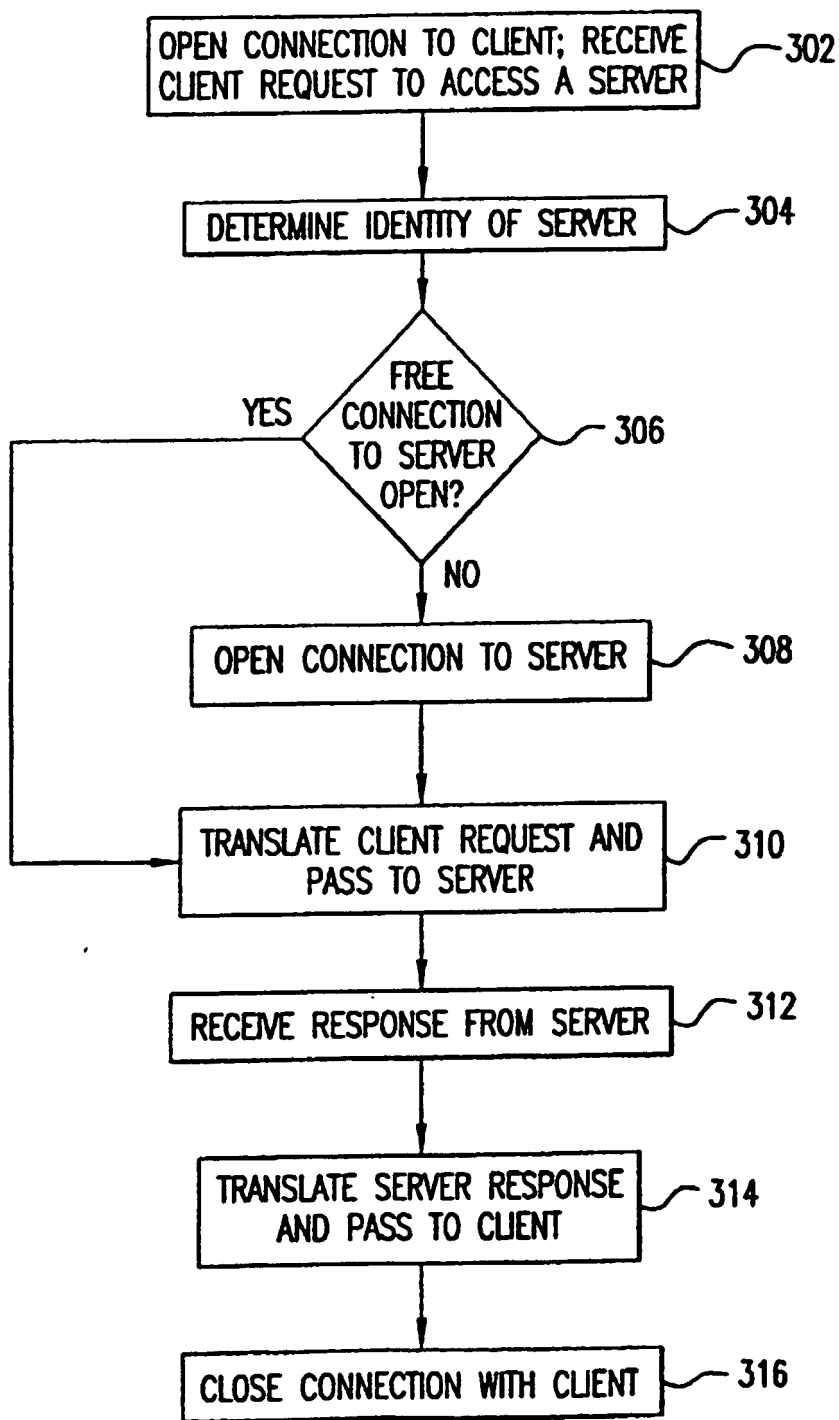 OPEN CONNECTION TO CLIENT; RECEIVE
CLIENT REQUEST TO ACCESS A SERVER
302
DETERMINE IDENTITY OF SERVER
304
FREE
CONNECTION
TO SERVER
OPEN?
306
YES
NO
OPEN CONNECTION TO SERVER
308
TRANSLATE CLIENT REQUEST AND
PASS TO SERVER
310
RECEIVE RESPONSE FROM SERVER
312
TRANSLATE SERVER RESPONSE
AND PASS TO CLIENT
314
CLOSE CONNECTION WITH CLIENT
316